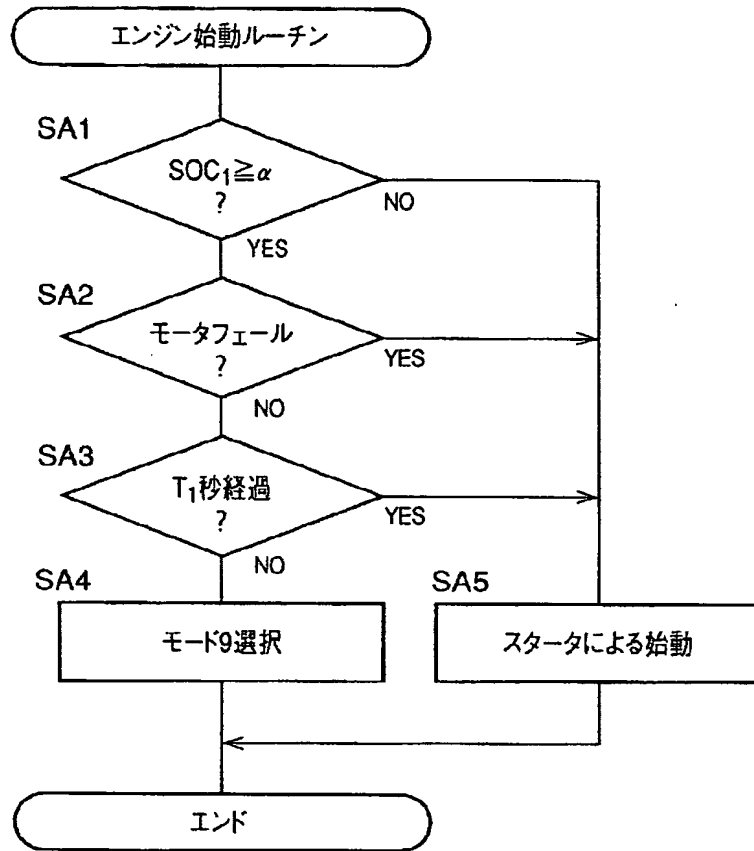 エンジン始動ルーチン
SA1
SOC₁≧α
?
NO
YES
SA2
モータフェール
?
YES
NO
SA3
T₁秒経過
?
YES
NO
SA4
モード9選択
SA5
スタータによる始動
エンド